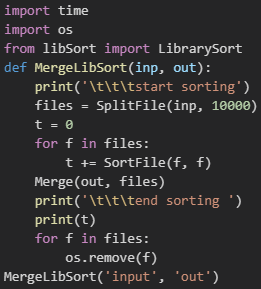 import time
import os
from libSort import LibrarySort
def MergeLibSort(inp, out):
    print('\t\t\tstart sorting')
    files = SplitFile(inp, 10000)
    t = 0
    for f in files:
        t += SortFile(f, f)
    Merge(out, files)
    print('\t\t\tend sorting ')
    print(t)
    for f in files:
        os.remove(f)
MergeLibSort('input', 'out')